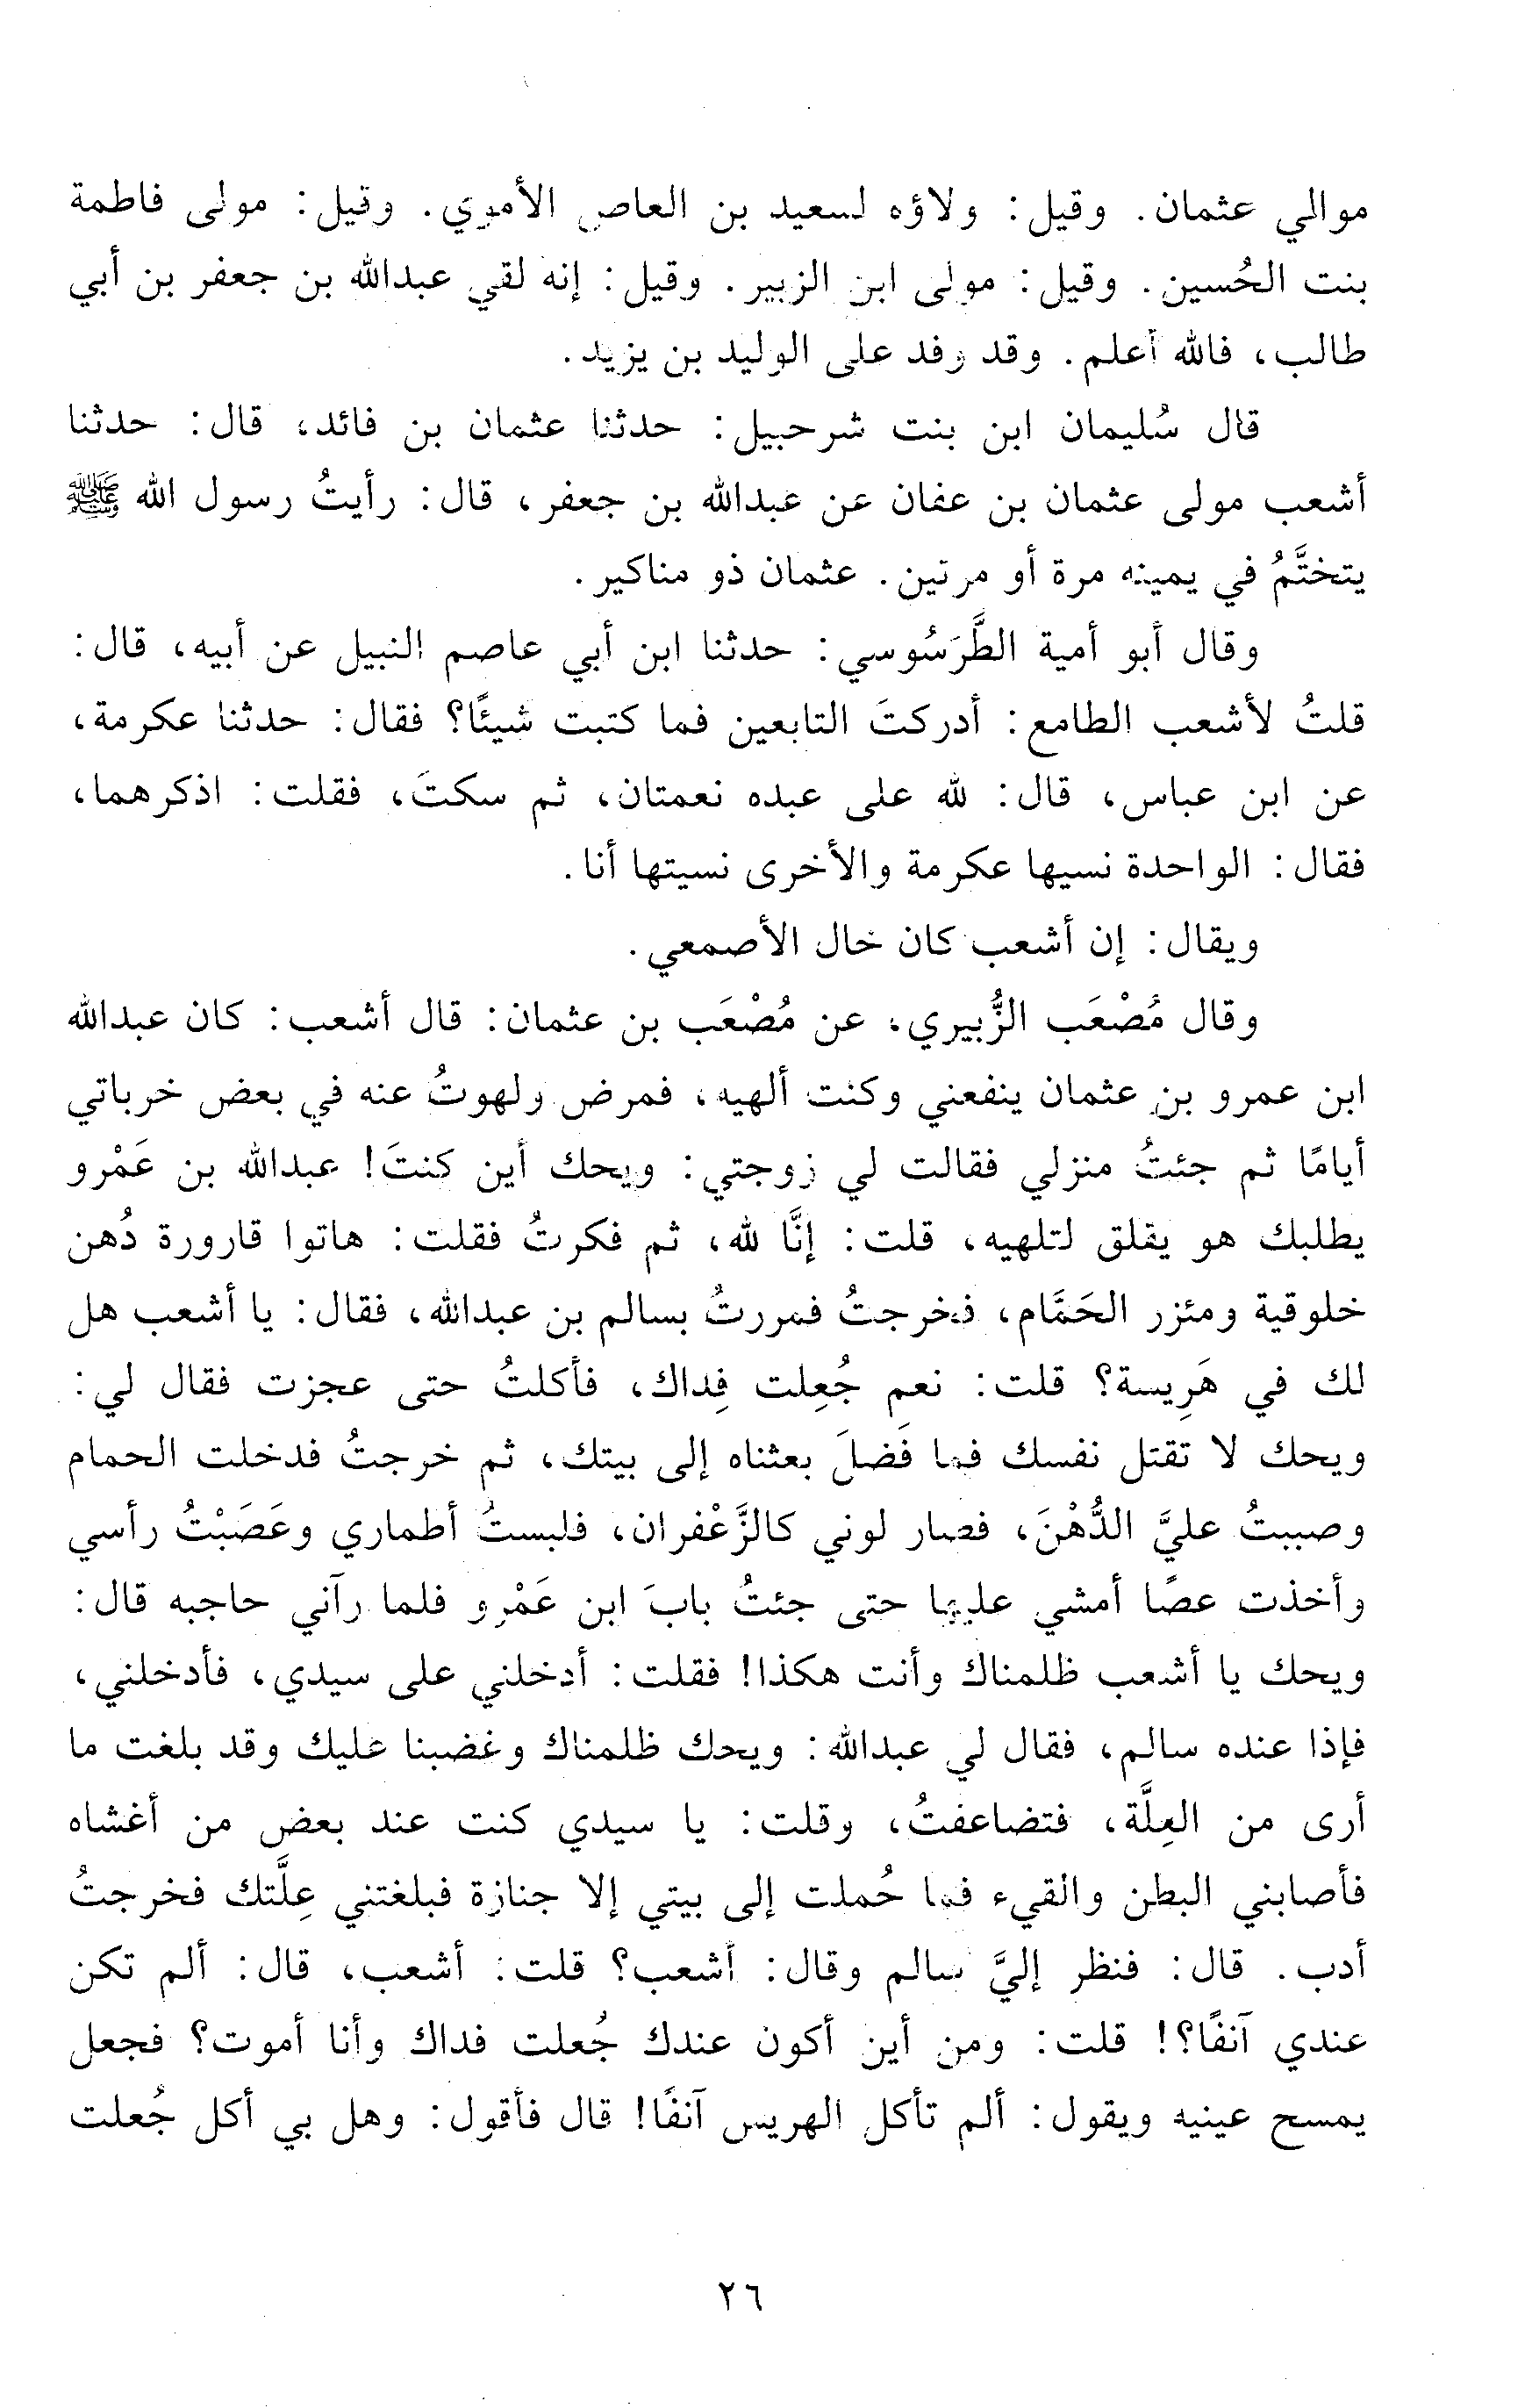 موالي عثمان. وقيل: ولاؤه لسعيد بن العاص الأموي. وقيل: مولى فاطمة
بنت الحُسين. وقيل: مولى ابن الزبير. وقيل: إنه لقي عبدالله بن جعفر بن أبي
طالب، فالله أعلم. وقد وفد على الوليد بن يزيد.
قال سُليمان ابن بنت شرحبيل: حدثنا عثمان بن فائد، قال: حدثنا
أشعب مولى عثمان بن عفان عن عبدالله بن جعفر، قال: رأيتُ رسول الله ﷺ
يتختَّمُ في يمينه مرة أو مرتين. عثمان ذو مناكير.
وقال أبو أمية الطَّرَسُوسي: حدثنا ابن أبي عاصم النبيل عن أبيه، قال:
قلتُ لأشعب الطامع: أدركتَ التابعين فما كتبت شيئًا؟ فقال: حدثنا عكرمة،
عن ابن عباس، قال: لله على عبده نعمتان، ثم سكتَ، فقلت: اذكرهما،
فقال: الواحدة نسيها عكرمة والأخرى نسيتها أنا.
ويقال: إن أشعب كان خال الأصمعي.
وقال مُصْعَب الزُّبيري، عن مُصْعَب بن عثمان: قال أشعب: كان عبدالله
ابن عمرو بن عثمان ينفعني وكنت ألهيه، فمرض ولهوتُ عنه في بعض خرباتي
أيامًا ثم جئتُ منزلي فقالت لي زوجتي: ويحك أين كنتَ! عبدالله بن عَمْرو
يطلبك هو يقلق لتلهيه، قلت: إنَّا لله، ثم فكرتُ فقلت: هاتوا قارورة دُهن
خلوقية ومئزر الحَمَّام، فخرجتُ فمررتُ بسالم بن عبدالله، فقال: يا أشعب هل
لك في هَرِيسة؟ قلت: نعم جُعِلت فِداك، فأكلتُ حتى عجزت فقال لي:
ويحك لا تقتل نفسك فما فَضلَ بعثناه إلى بيتك، ثم خرجتُ فدخلت الحمام
وصببتُ عليَّ الدُّهْنَ، فصار لوني كالزَّعْفران، فلبستُ أطماري وعَصَبْتُ رأسي
وأخذت عصًا أمشي عليها حتى جئتُ بابَ ابن عَمْرو فلما رآني حاجبه قال:
ويحك يا أشعب ظلمناك وأنت هكذا! فقلت: أدخلني على سيدي، فأدخلني،
فإذا عنده سالم، فقال لي عبدالله: ويحك ظلمناك وغضبنا عليك وقد بلغت ما
أرى من العِلَّة، فتضاعفتُ، وقلت: يا سيدي كنت عند بعض من أغشاه
فأصابني البطن والقيء فما حُملت إلى بيتي إلا جنازة فبلغتني عِلَّتك فخرجتُ
أدب. قال: فنظر إليَّ سالم وقال: أشعب؟ قلت: أشعب، قال: ألم تكن
عندي آنفًا؟! قلت: ومن أين أكون عندك جُعلت فداك وأنا أموت؟ فجعل
يمسح عينيه ويقول: ألم تأكل الهريس آنفًا! قال فأقول: وهل بي أكل جُعلت
٢٦